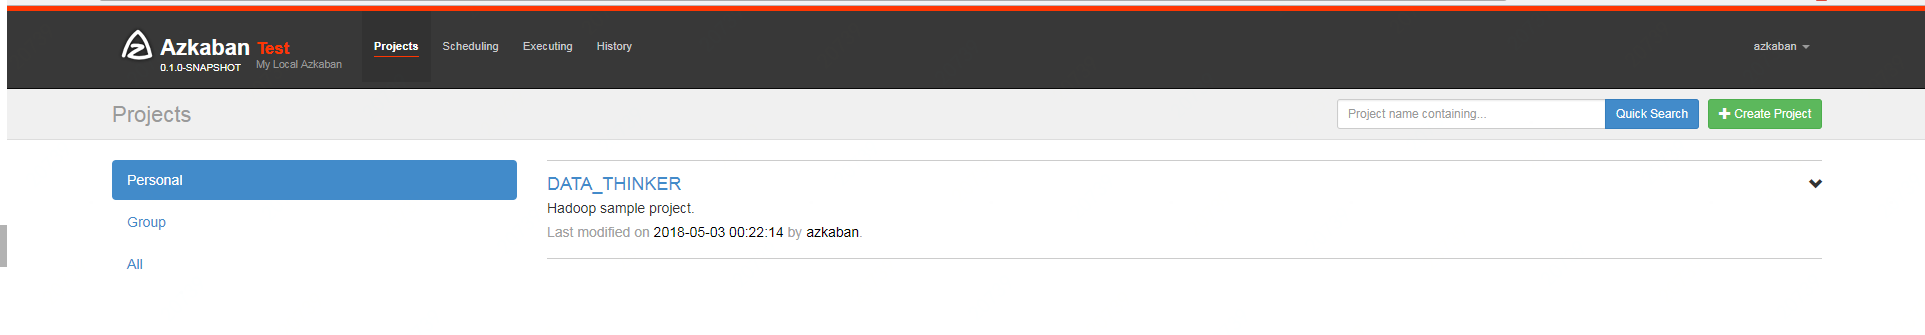 Azkaban Test
0.1.0-SNAPSHOT My Local Azkaban
Projects Scheduling Executing History
azkaban
Projects
Project name containing... Quick Search Create Project
Personal
Group
All
DATA_THINKER
Hadoop sample project.
Last modified on 2018-05-03 00:22:14 by azkaban.